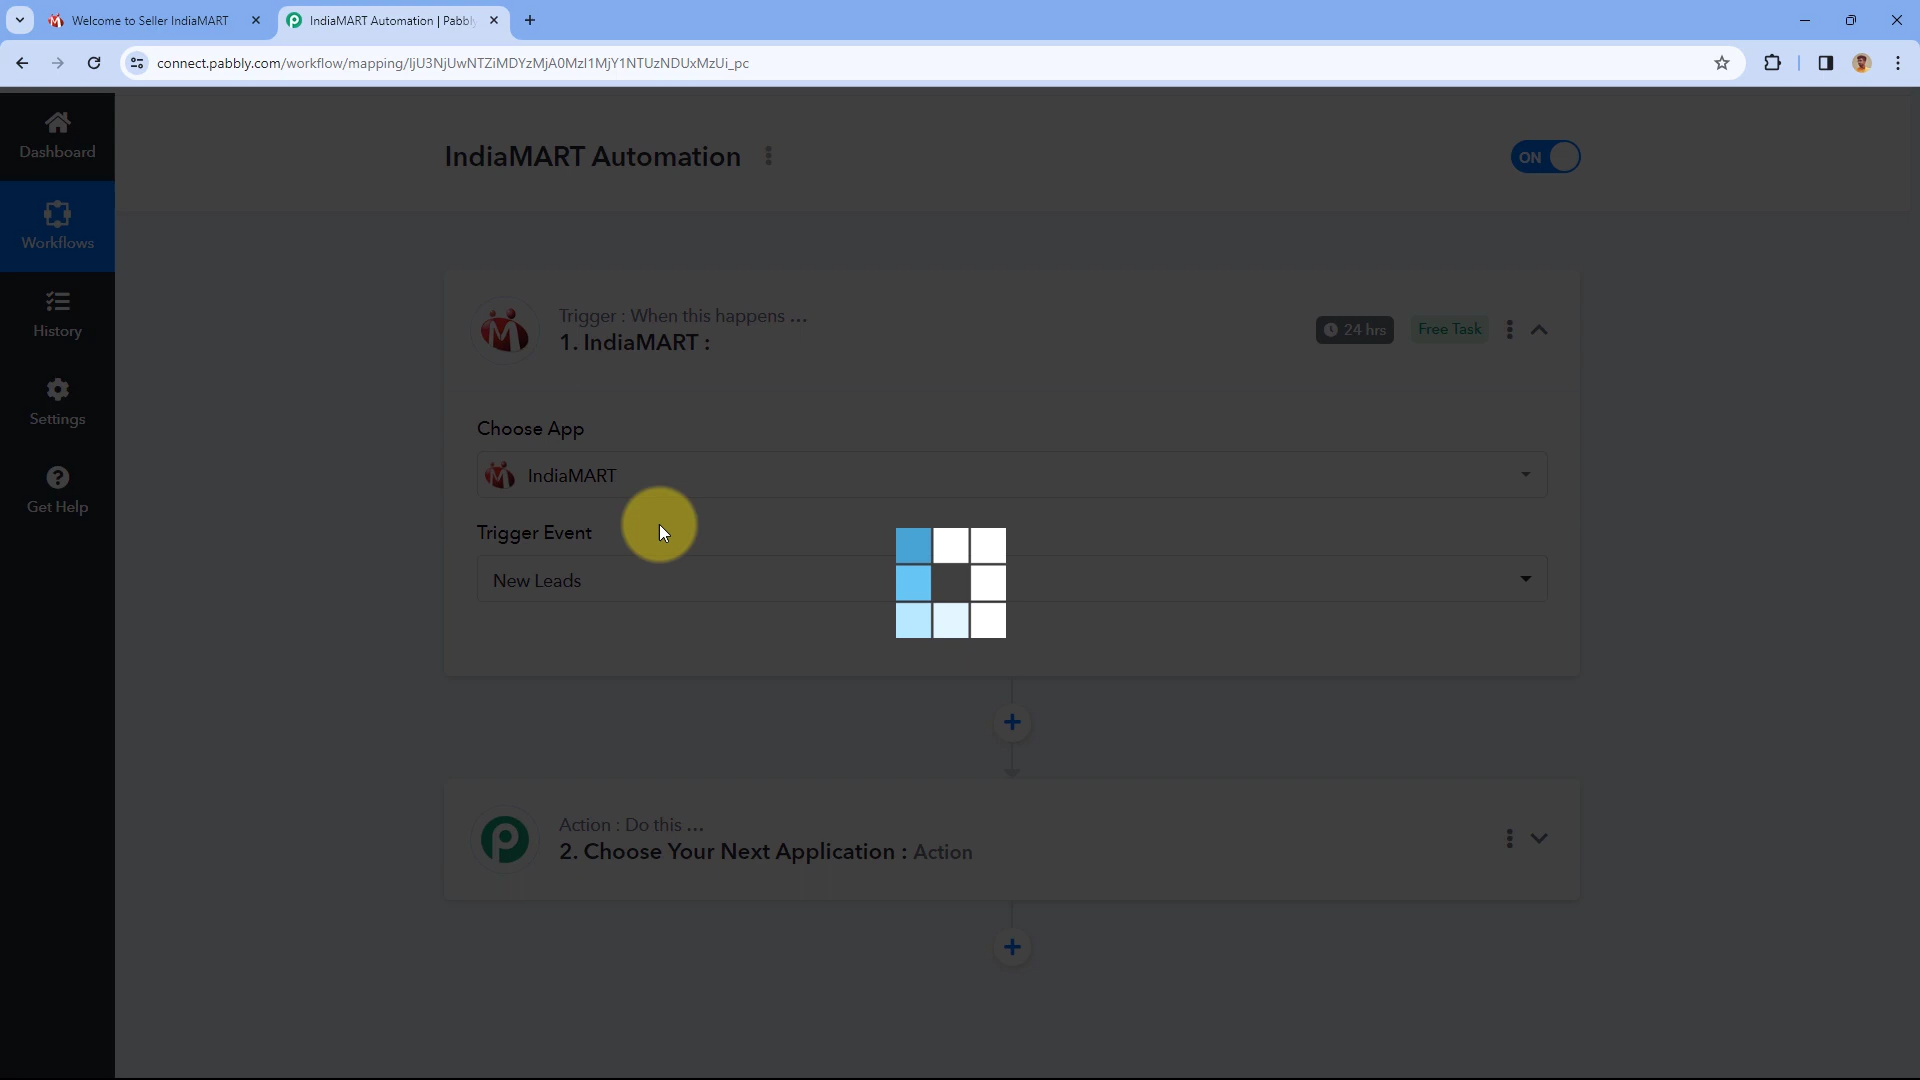 Welcome to Seller IndiaMART
IndiaMART Automation | Pabbly
connect.pabbly.com/workflow/mapping/IjU3NjUwNTZiMDYzMjA0MzI1MjY1NTUzNDUxMzUi_pc
Dashboard
Workflows
History
Settings
Get Help
IndiaMART Automation
ON
Trigger : When this happens ...
1. IndiaMART :
24 hrs
Free Task
Choose App
IndiaMART
Trigger Event
New Leads
Action : Do this ...
2. Choose Your Next Application : Action